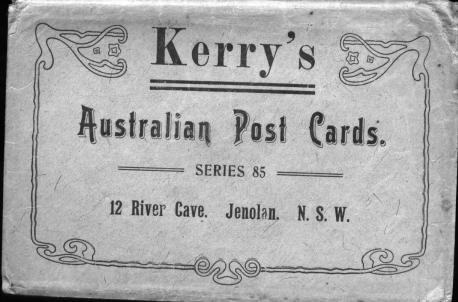 Kerry's
Australian Post Cards.
SERIES 85
12 River Cave. Jenolan. N. S. W.